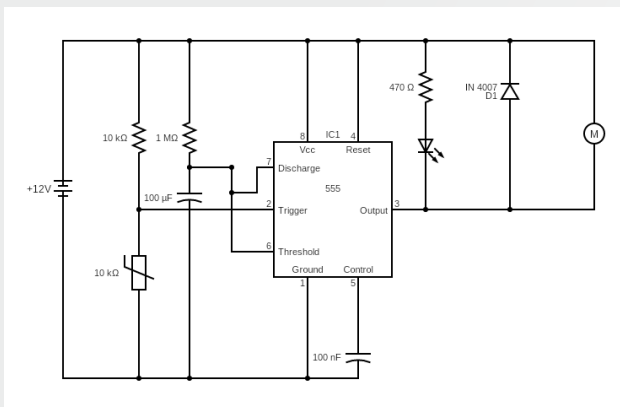 470 Ω
IN 4007
D1
10 kΩ
1 MΩ
8
IC1
4
M
Vcc
Reset
7
Discharge
555
+12V
100 µF
2
Trigger
Output
3
6
Threshold
10 kΩ
Ground
Control
1
5
100 nF